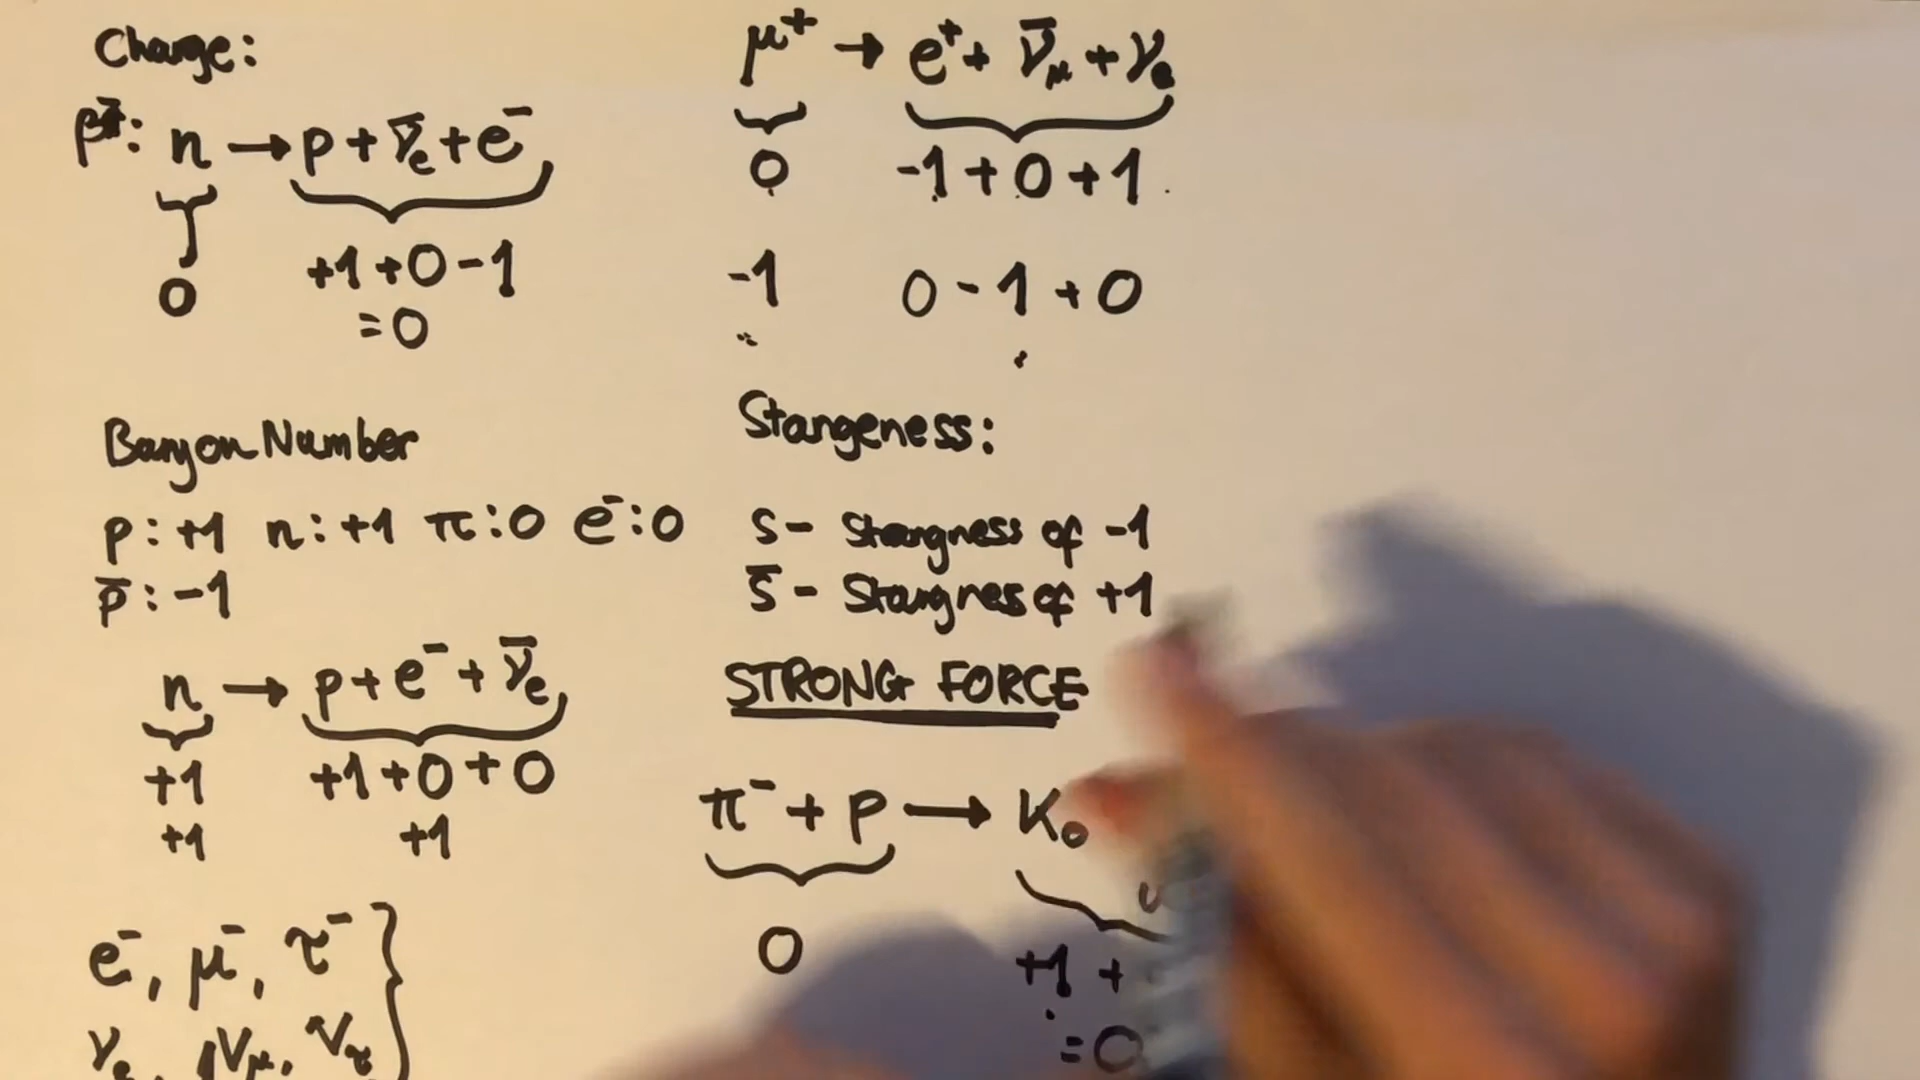 Charge:
n → p + ν̄e + e⁻
0
+1 + 0 - 1
= 0
Baryon Number
p : +1 n : +1 π : 0 e⁻ : 0
p̄ : -1
n → p + e⁻ + ν̄e
+1 +1 + 0 + 0
+1 +1
e⁻, μ⁻, τ⁻
νe, νμ, ντ
μ⁺ → e⁺ + ν̄μ + νe
0 -1 + 0 + 1
-1 0 - 1 + 0
Stangeness:
S - Strangness of -1
S̄ - Stangness of +1
STRONG FORCE
π⁻ + p → K₀
0 +1 +
= 0